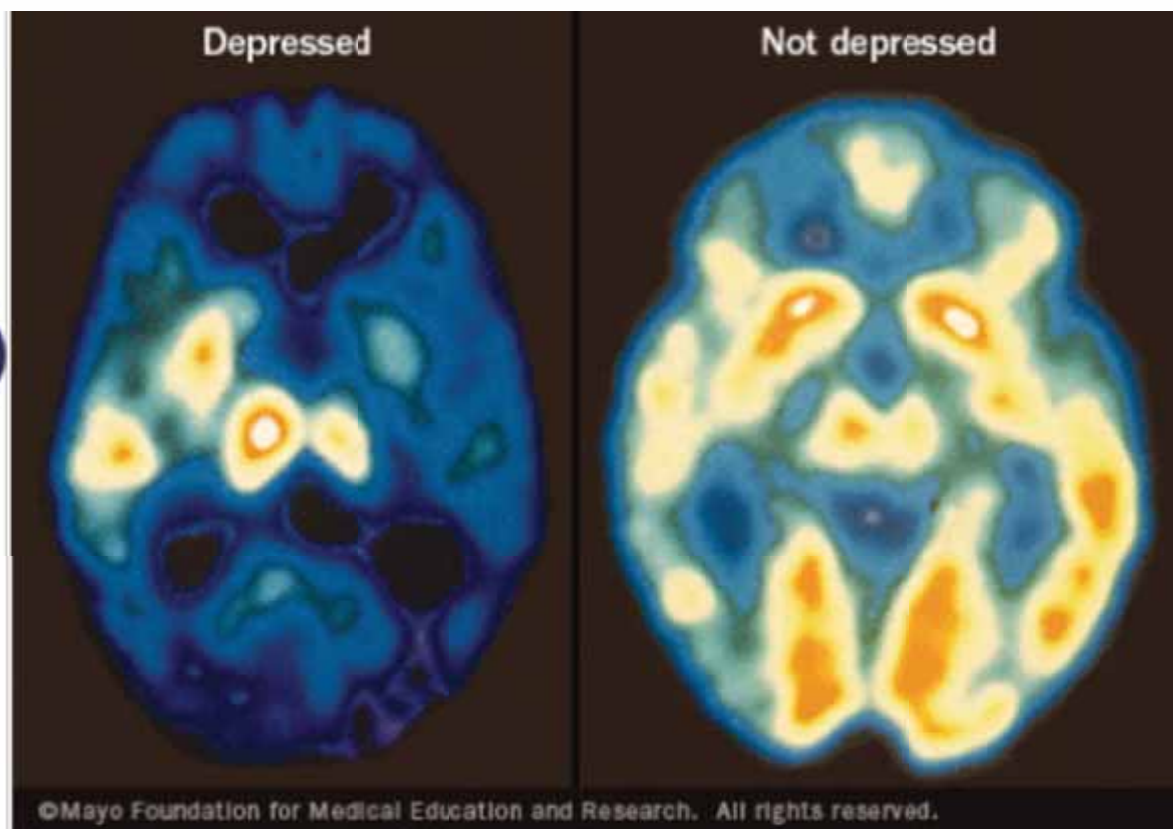 Depressed
Not depressed
©Mayo Foundation for Medical Education and Research. All rights reserved.